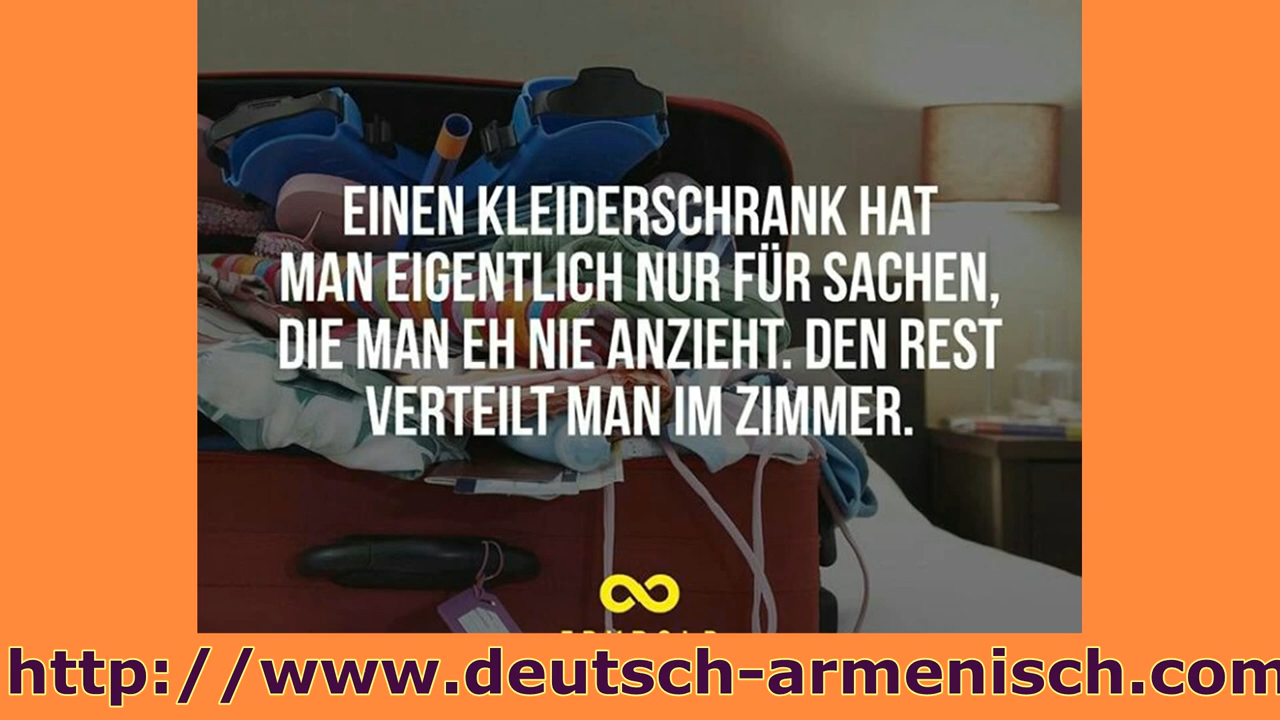 EINEN KLEIDERSCHRANK HAT
MAN EIGENTLICH NUR FÜR SACHEN,
DIE MAN EH NIE ANZIEHT. DEN REST
VERTEILT MAN IM ZIMMER.
http://www.deutsch-armenisch.com